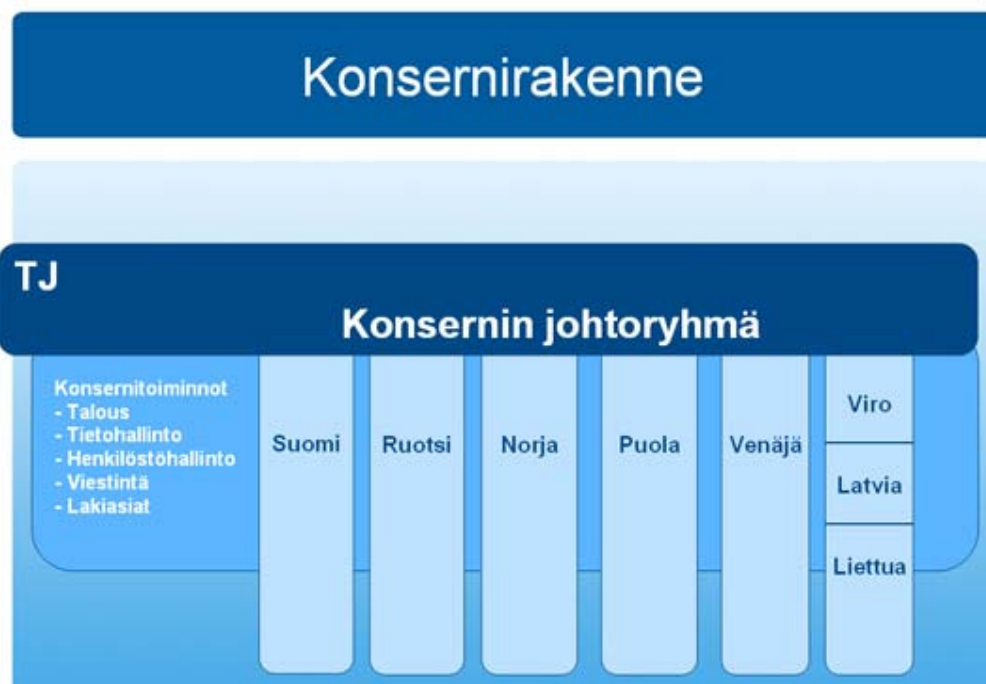 Konsernirakenne
TJ
Konsernin johtoryhmä
Konsernitoiminnot
- Talous
- Tietohallinto
- Henkilöstöhallinto
- Viestintä
- Lakiasiat
Suomi
Ruotsi
Norja
Puola
Venäjä
Viro
Latvia
Liettua